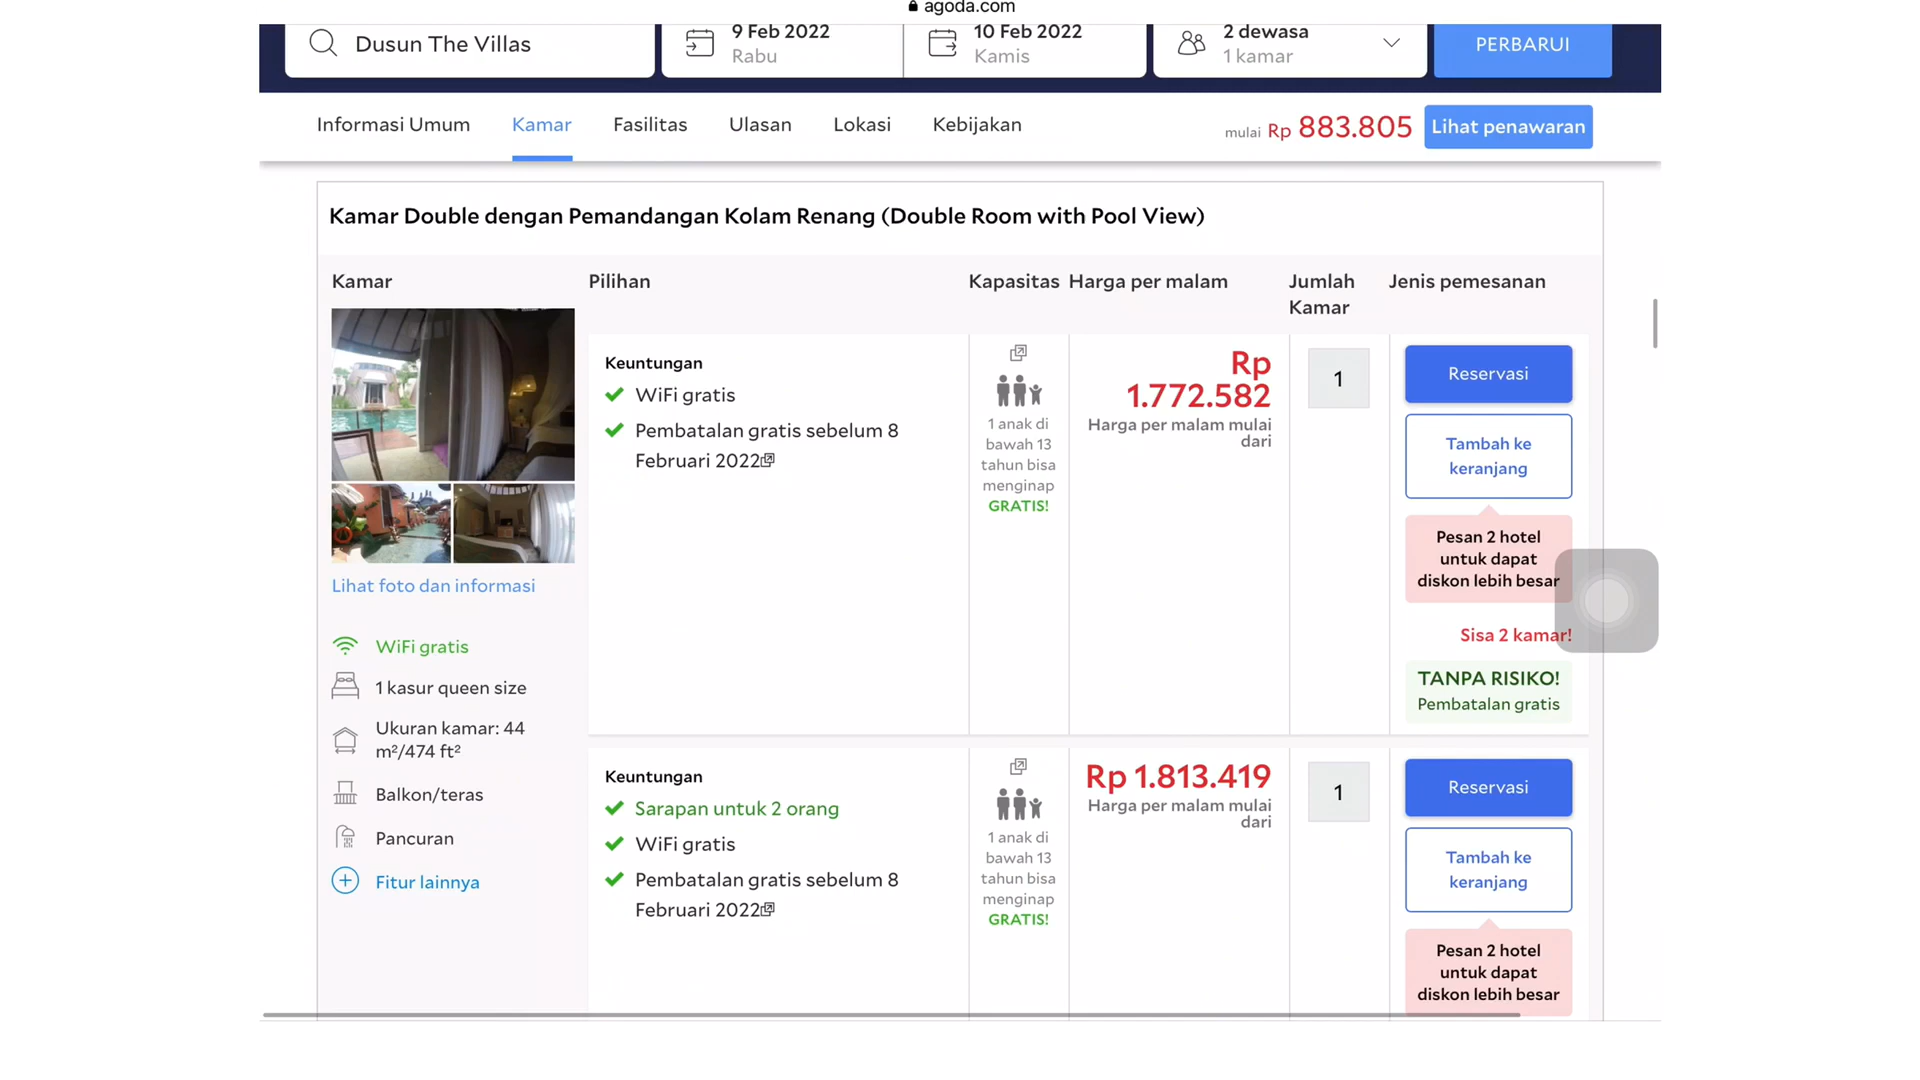 agoda.com
Dusun The Villas
9 Feb 2022
Rabu
10 Feb 2022
Kamis
2 dewasa
1 kamar
PERBARUI
Informasi Umum
Kamar
Fasilitas
Ulasan
Lokasi
Kebijakan
mulai Rp 883.805
Lihat penawaran
Kamar Double dengan Pemandangan Kolam Renang (Double Room with Pool View)
Kamar
Pilihan
Kapasitas
Harga per malam
Jumlah
Kamar
Jenis pemesanan
Lihat foto dan informasi
WiFi gratis
1 kasur queen size
Ukuran kamar: 44
m²/474 ft²
Balkon/teras
Pancuran
Fitur lainnya
Keuntungan
WiFi gratis
Pembatalan gratis sebelum 8
Februari 2022
1 anak di
bawah 13
tahun bisa
menginap
GRATIS!
Rp
1.772.582
Harga per malam mulai
dari
1
Reservasi
Tambah ke
keranjang
Pesan 2 hotel
untuk dapat
diskon lebih besar
Sisa 2 kamar!
TANPA RISIKO!
Pembatalan gratis
Keuntungan
Sarapan untuk 2 orang
WiFi gratis
Pembatalan gratis sebelum 8
Februari 2022
1 anak di
bawah 13
tahun bisa
menginap
GRATIS!
Rp 1.813.419
Harga per malam mulai
dari
1
Reservasi
Tambah ke
keranjang
Pesan 2 hotel
untuk dapat
diskon lebih besar